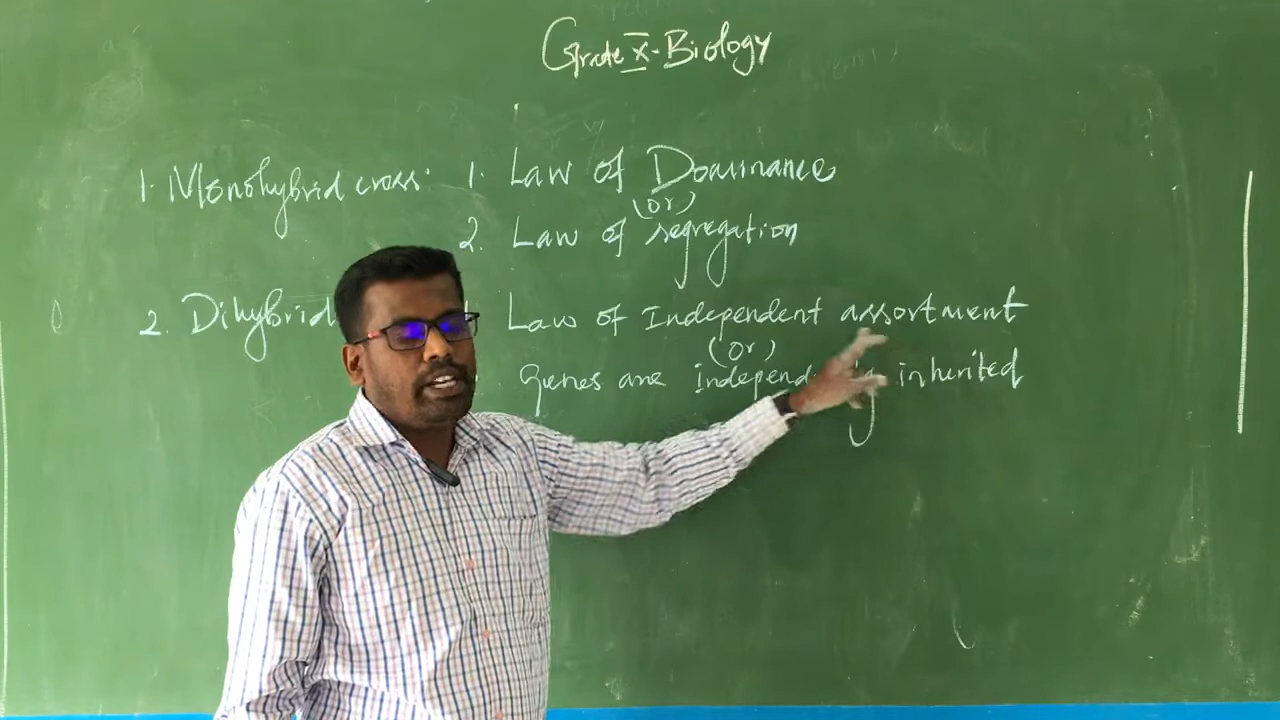 Grade X - Biology
1. Monohybrid cross: 1. Law of Dominance
(or)
2. Law of segregation
2. Dihybrid Law of Independent assortment
(or)
genes are inherited